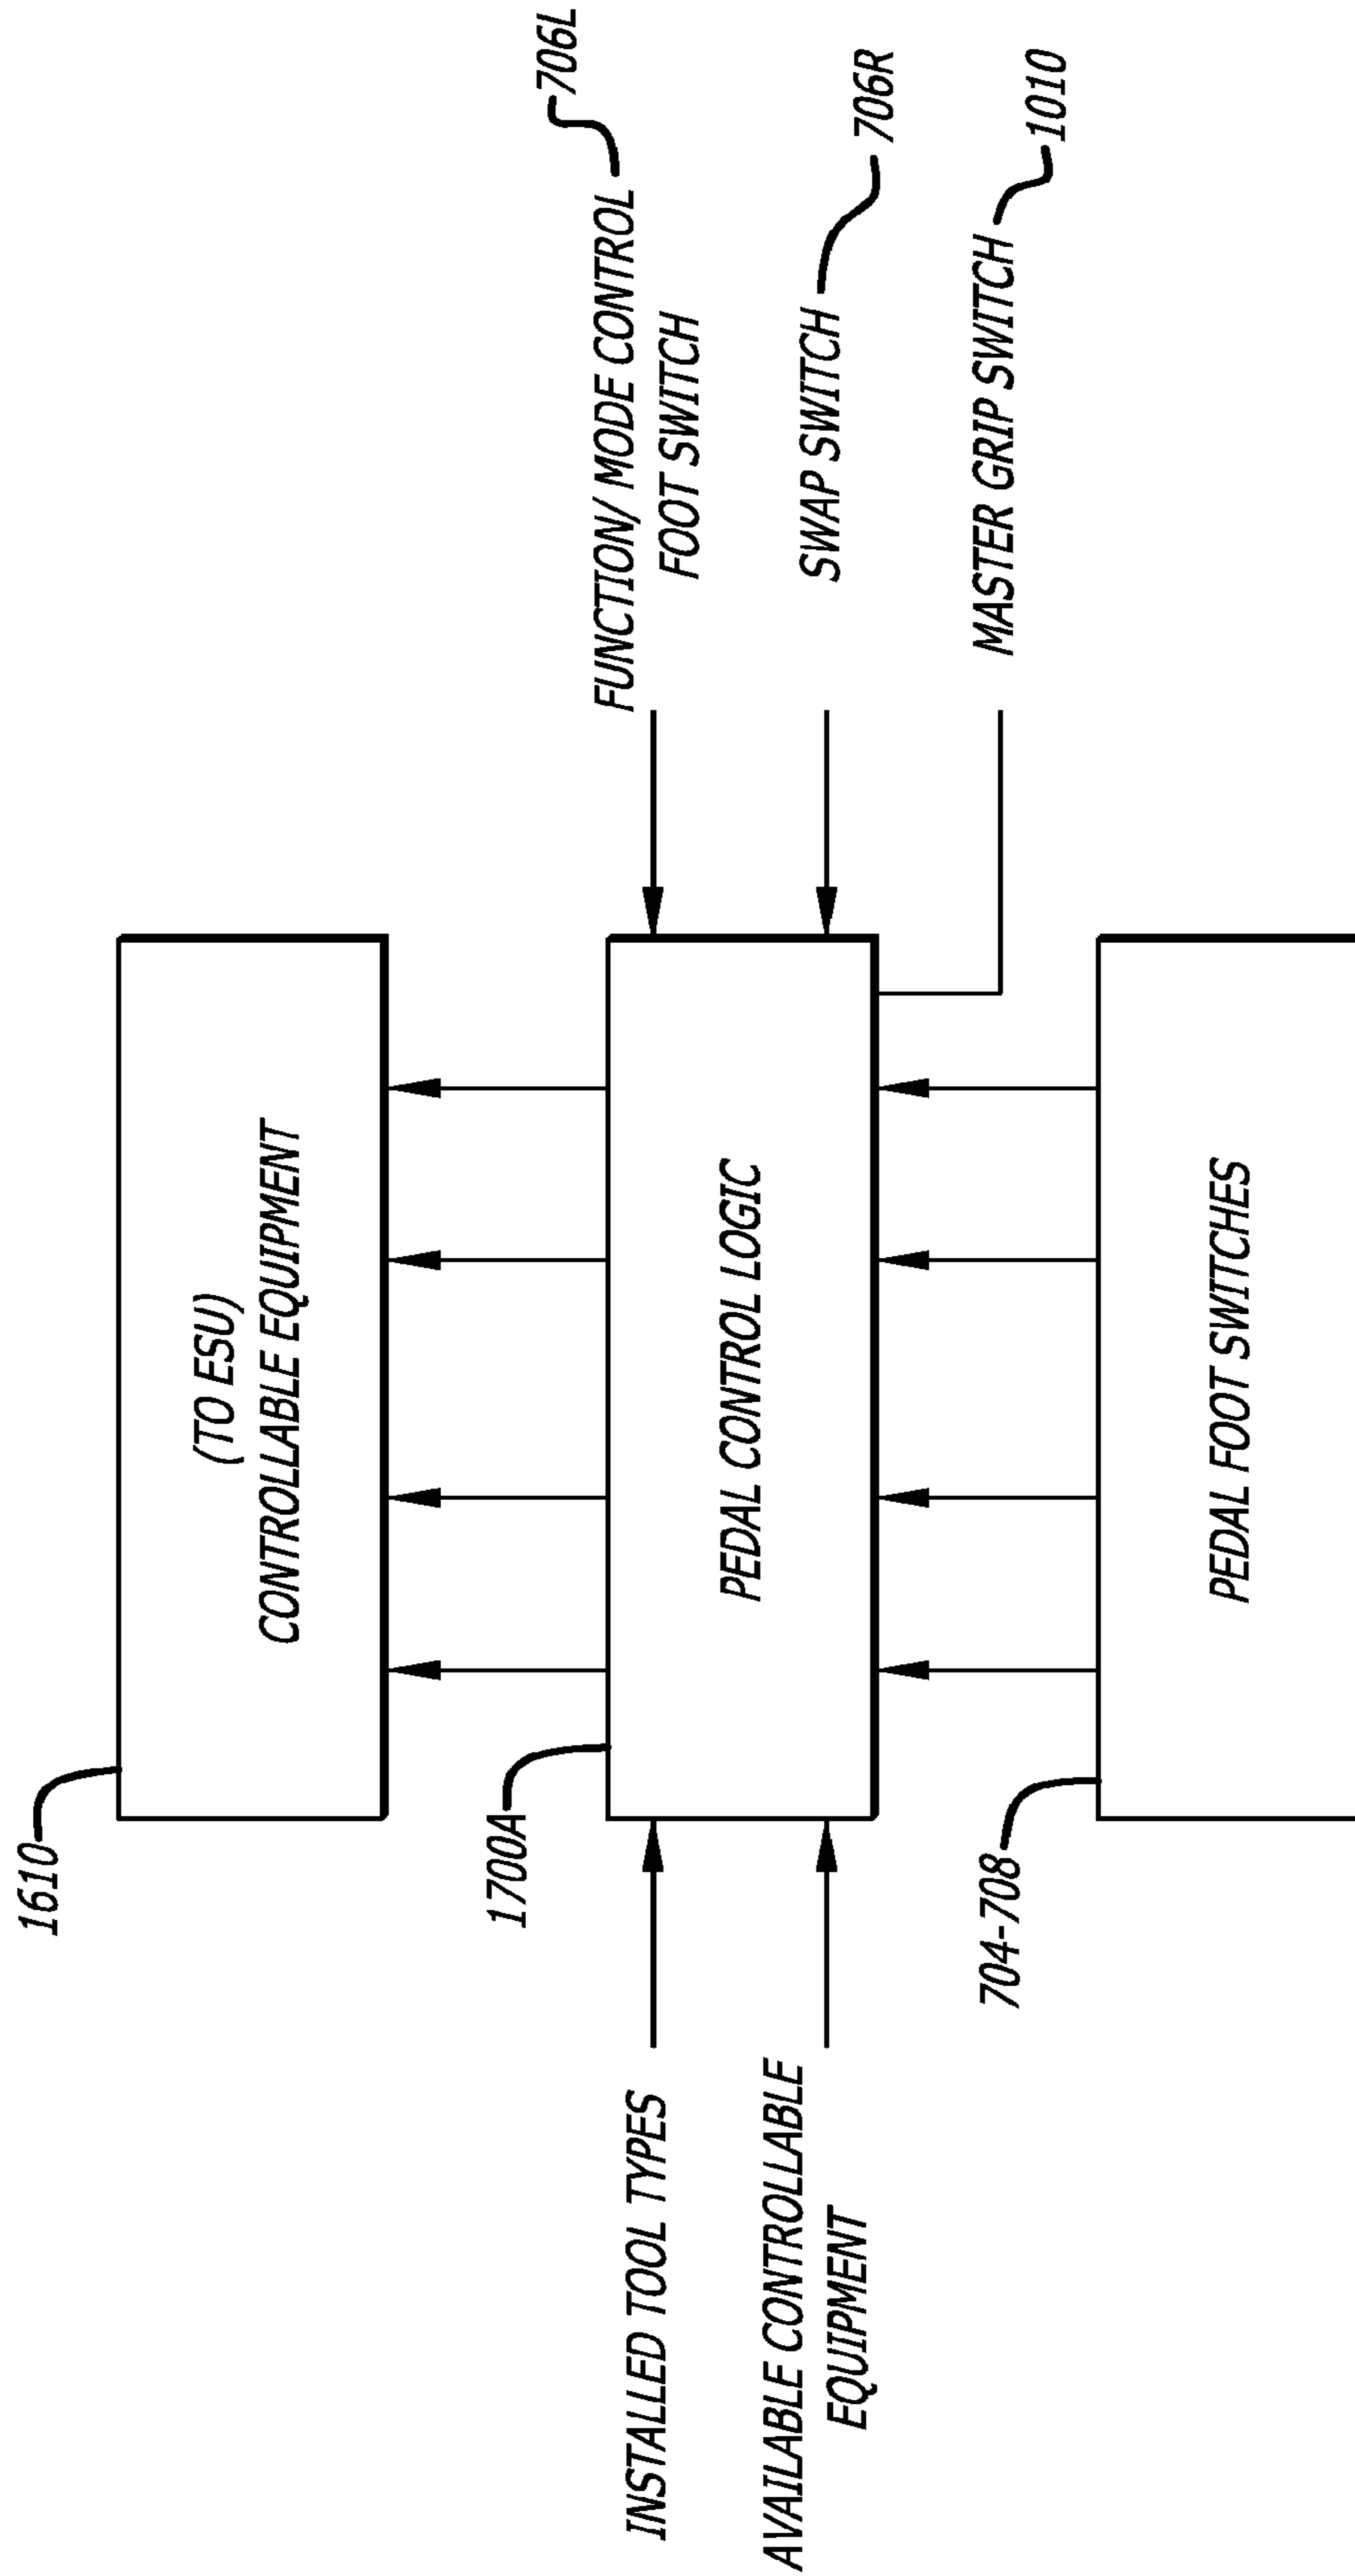 1610
(TO ESU)
CONTROLLABLE EQUIPMENT
1700A
INSTALLED TOOL TYPES
AVAILABLE CONTROLLABLE
EQUIPMENT
PEDAL CONTROL LOGIC
FUNCTION/ MODE CONTROL
FOOT SWITCH
706L
SWAP SWITCH
706R
MASTER GRIP SWITCH
1010
704-708
PEDAL FOOT SWITCHES